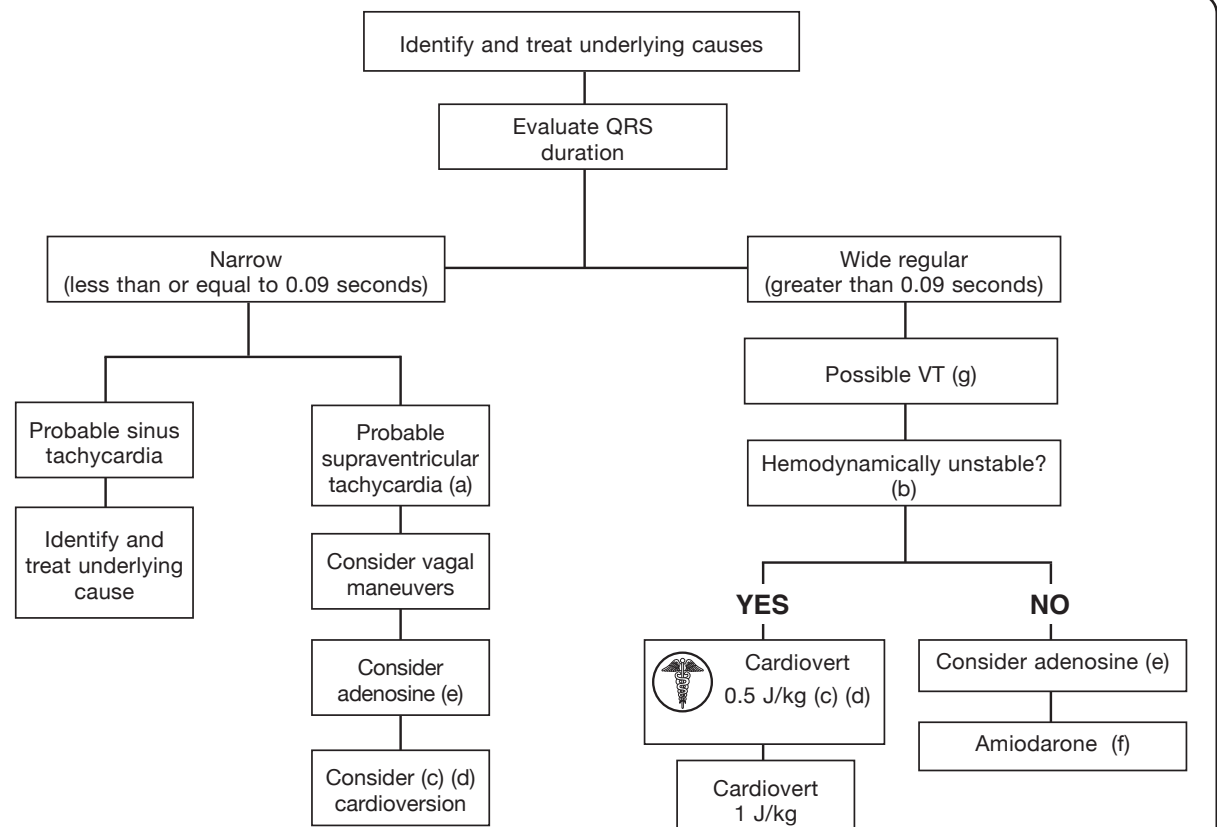 Identify and treat underlying causes
Evaluate QRS
duration
Narrow
(less than or equal to 0.09 seconds)
Wide regular
(greater than 0.09 seconds)
Probable sinus
tachycardia
Identify and
treat underlying
cause
Probable
supraventricular
tachycardia (a)
Consider vagal
maneuvers
Consider
adenosine (e)
Consider (c) (d)
cardioversion
Possible VT (g)
Hemodynamically unstable?
(b)
YES
Cardiovert
0.5 J/kg (c) (d)
Cardiovert
1 J/kg
NO
Consider adenosine (e)
Amiodarone (f)